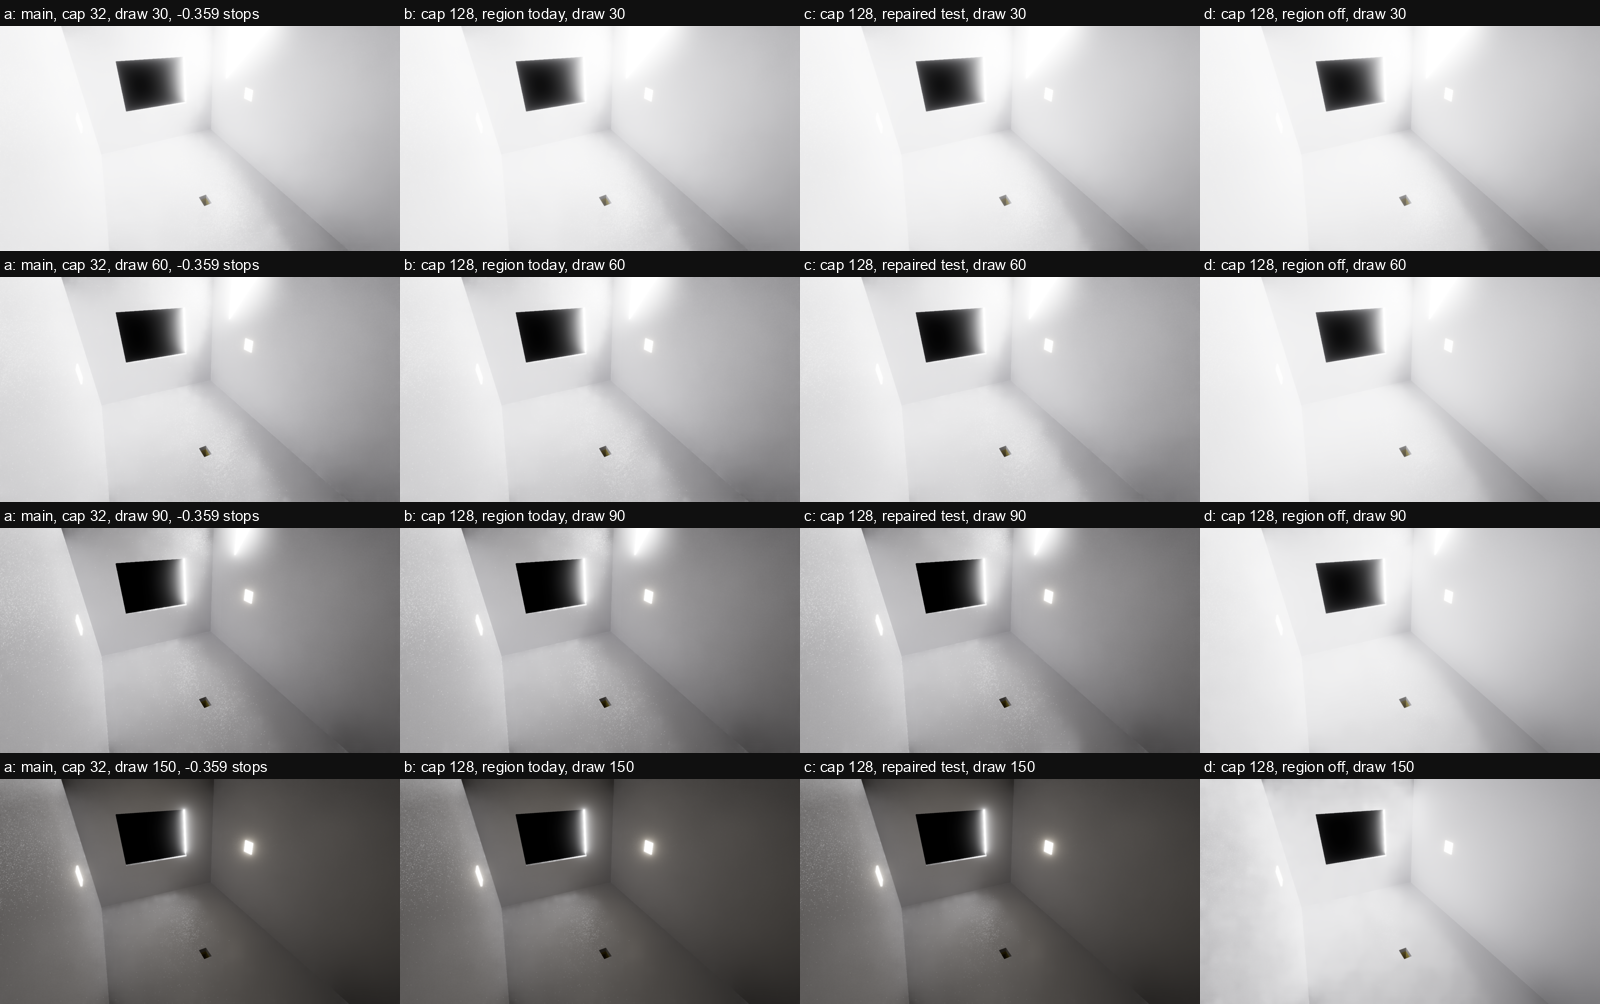 a: main, cap 32, draw 30, -0.359 stops
b: cap 128, region today, draw 30
c: cap 128, repaired test, draw 30
d: cap 128, region off, draw 30
a: main, cap 32, draw 60, -0.359 stops
b: cap 128, region today, draw 60
c: cap 128, repaired test, draw 60
d: cap 128, region off, draw 60
a: main, cap 32, draw 90, -0.359 stops
b: cap 128, region today, draw 90
c: cap 128, repaired test, draw 90
d: cap 128, region off, draw 90
a: main, cap 32, draw 150, -0.359 stops
b: cap 128, region today, draw 150
c: cap 128, repaired test, draw 150
d: cap 128, region off, draw 150